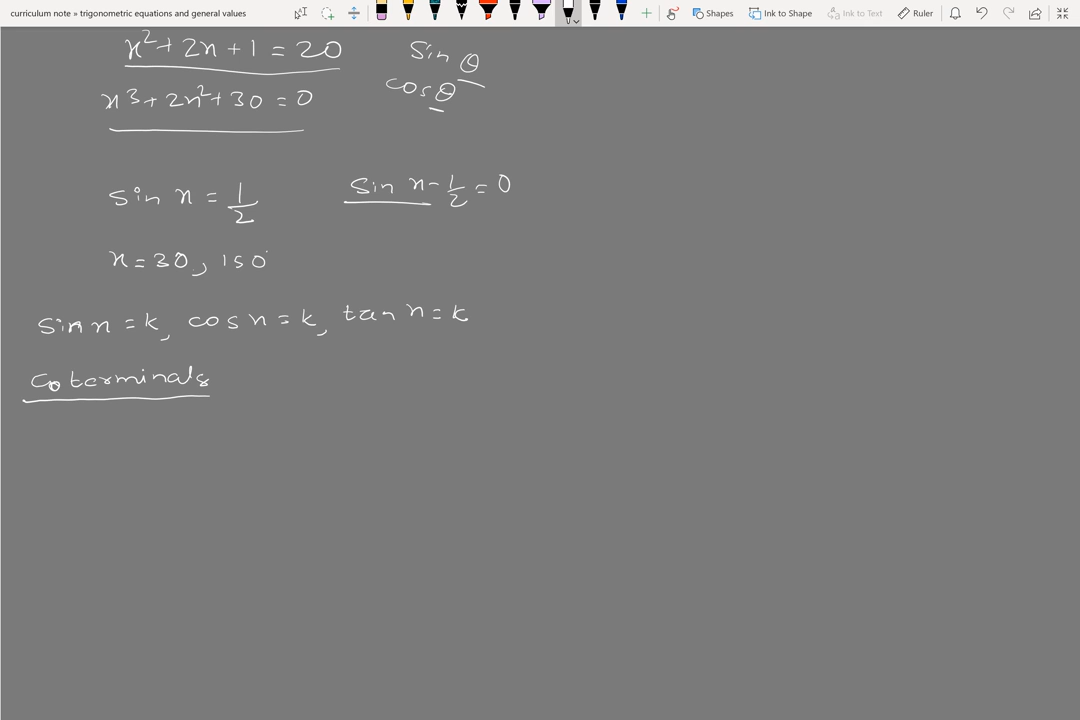 curriculum note » trigonometric equations and general values
Shapes Ink to Shape Ink to Text Ruler
x²+2x+1=20
sin θ
cosθ
x3+2x²+30=0
sin x = 1/2
sin x - 1/2 = 0
x=30, 150
sin x = k, cos x = k, tan x = k
Coterminals